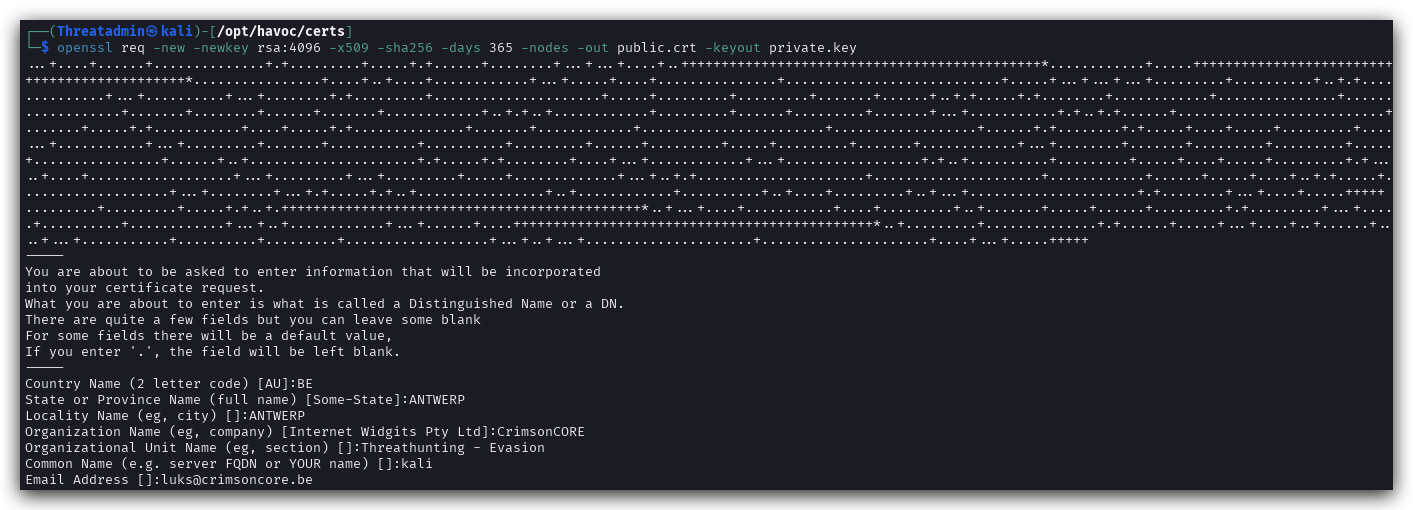 ┌──(Threatadmin㉿kali)-[/opt/havoc/certs]
└─$ openssl req -new -newkey rsa:4096 -x509 -sha256 -days 365 -nodes -out public.crt -keyout private.key
-----
You are about to be asked to enter information that will be incorporated
into your certificate request.
What you are about to enter is what is called a Distinguished Name or a DN.
There are quite a few fields but you can leave some blank
For some fields there will be a default value,
If you enter '.', the field will be left blank.
-----
Country Name (2 letter code) [AU]:BE
State or Province Name (full name) [Some-State]:ANTWERP
Locality Name (eg, city) []:ANTWERP
Organization Name (eg, company) [Internet Widgits Pty Ltd]:CrimsonCORE
Organizational Unit Name (eg, section) []:Threathunting - Evasion
Common Name (e.g. server FQDN or YOUR name) []:kali
Email Address []:luks@crimsoncore.be